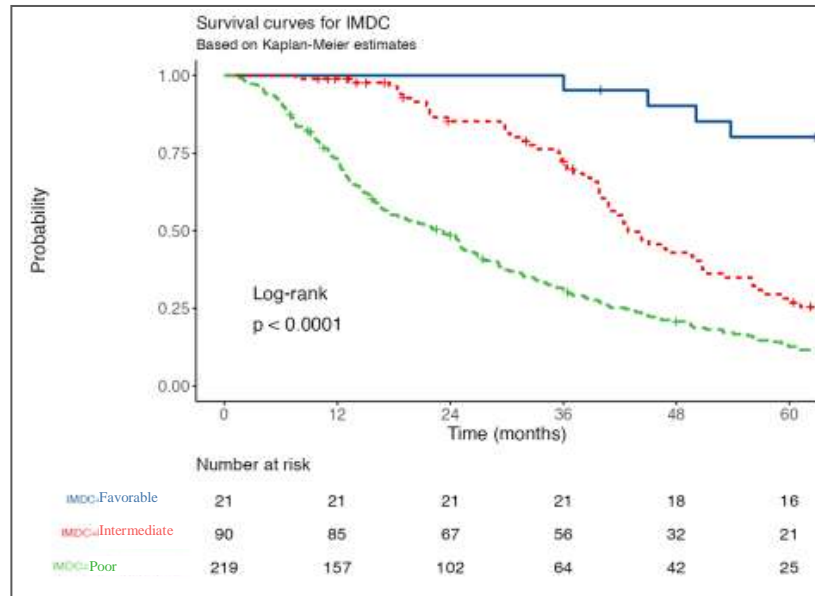 Survival curves for IMDC
Based on Kaplan-Meier estimates
1.00
0.75
0.50
0.25
0.00
Probability
Log-rank
p < 0.0001
0 12 24 36 48 60
Time (months)
Number at risk
IMDC=Favorable 21 21 21 21 18 16
IMDC=Intermediate 90 85 67 56 32 21
IMDC=Poor 219 157 102 64 42 25